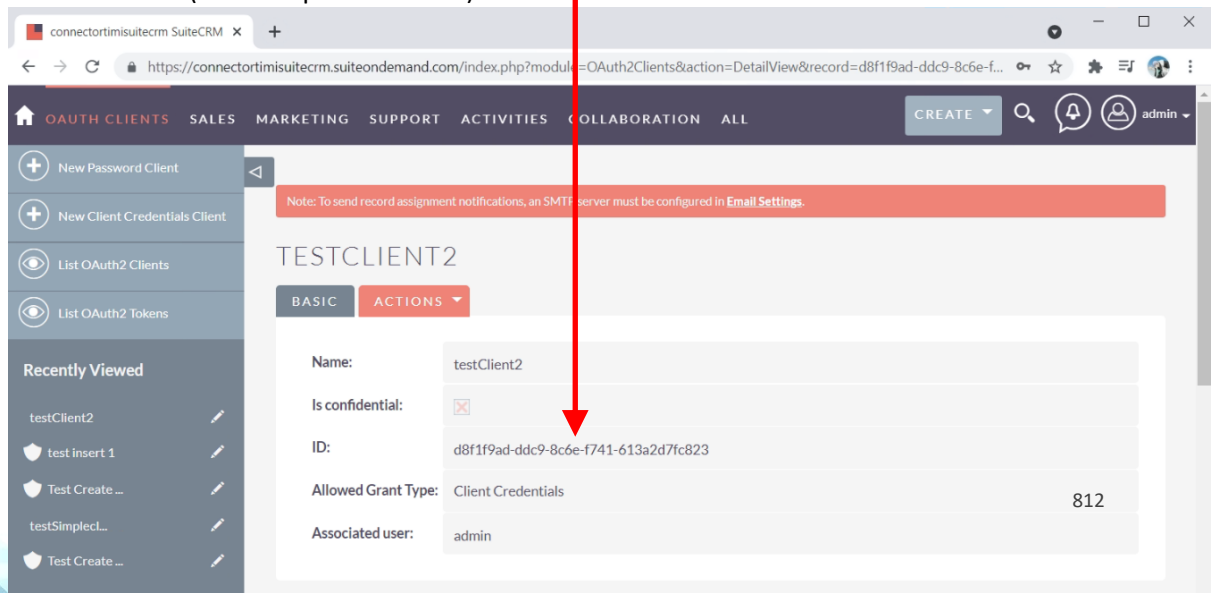 connectortimisuitecrm SuiteCRM
https://connectortimisuitecrm.suiteondemand.com/index.php?module=OAuth2Clients&action=DetailView&record=d8f1f9ad-ddc9-8c6e-f...
OAUTH CLIENTS SALES MARKETING SUPPORT ACTIVITIES COLLABORATION ALL CREATE admin
New Password Client
New Client Credentials Client
List OAuth2 Clients
List OAuth2 Tokens
Recently Viewed
testClient2
test insert 1
Test Create ...
testSimplecl...
Test Create ...
Note: To send record assignment notifications, an SMTP server must be configured in Email Settings.
TESTCLIENT2
BASIC ACTIONS
Name: testClient2
Is confidential:
ID: d8f1f9ad-ddc9-8c6e-f741-613a2d7fc823
Allowed Grant Type: Client Credentials
812
Associated user: admin